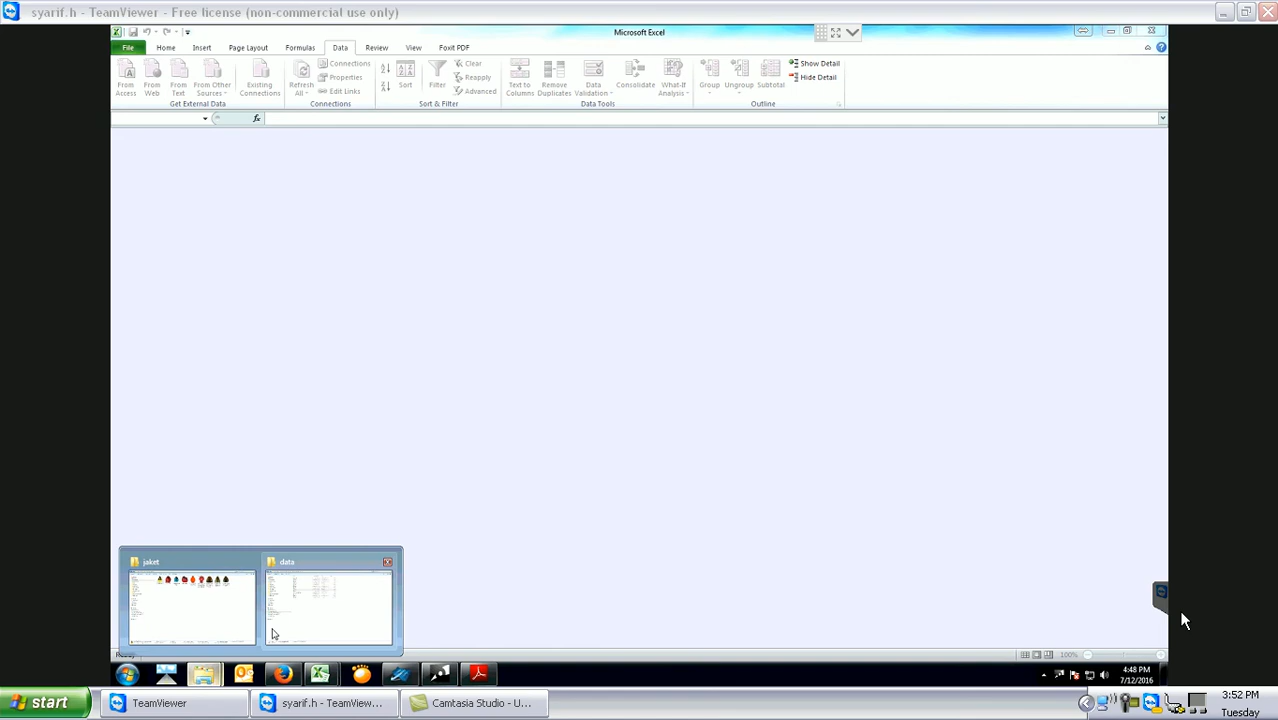 syarif.h - TeamViewer - Free license (non-commercial use only)
Microsoft Excel
File Home Insert Page Layout Formulas Data Review View Foxit PDF
From Access
From Web
From Text
From Other Sources
Existing Connections
Get External Data
Refresh All
Connections
Properties
Edit Links
Connections
Sort
Filter
Clear
Reapply
Advanced
Sort & Filter
Text to Columns
Remove Duplicates
Data Validation
Consolidate
What-If Analysis
Data Tools
Group
Ungroup
Subtotal
Show Detail
Hide Detail
Outline
fx
jaket
data
100%
4:48 PM
7/12/2016
start
TeamViewer
syarif.h - TeamView...
Camtasia Studio - U...
3:52 PM
Tuesday